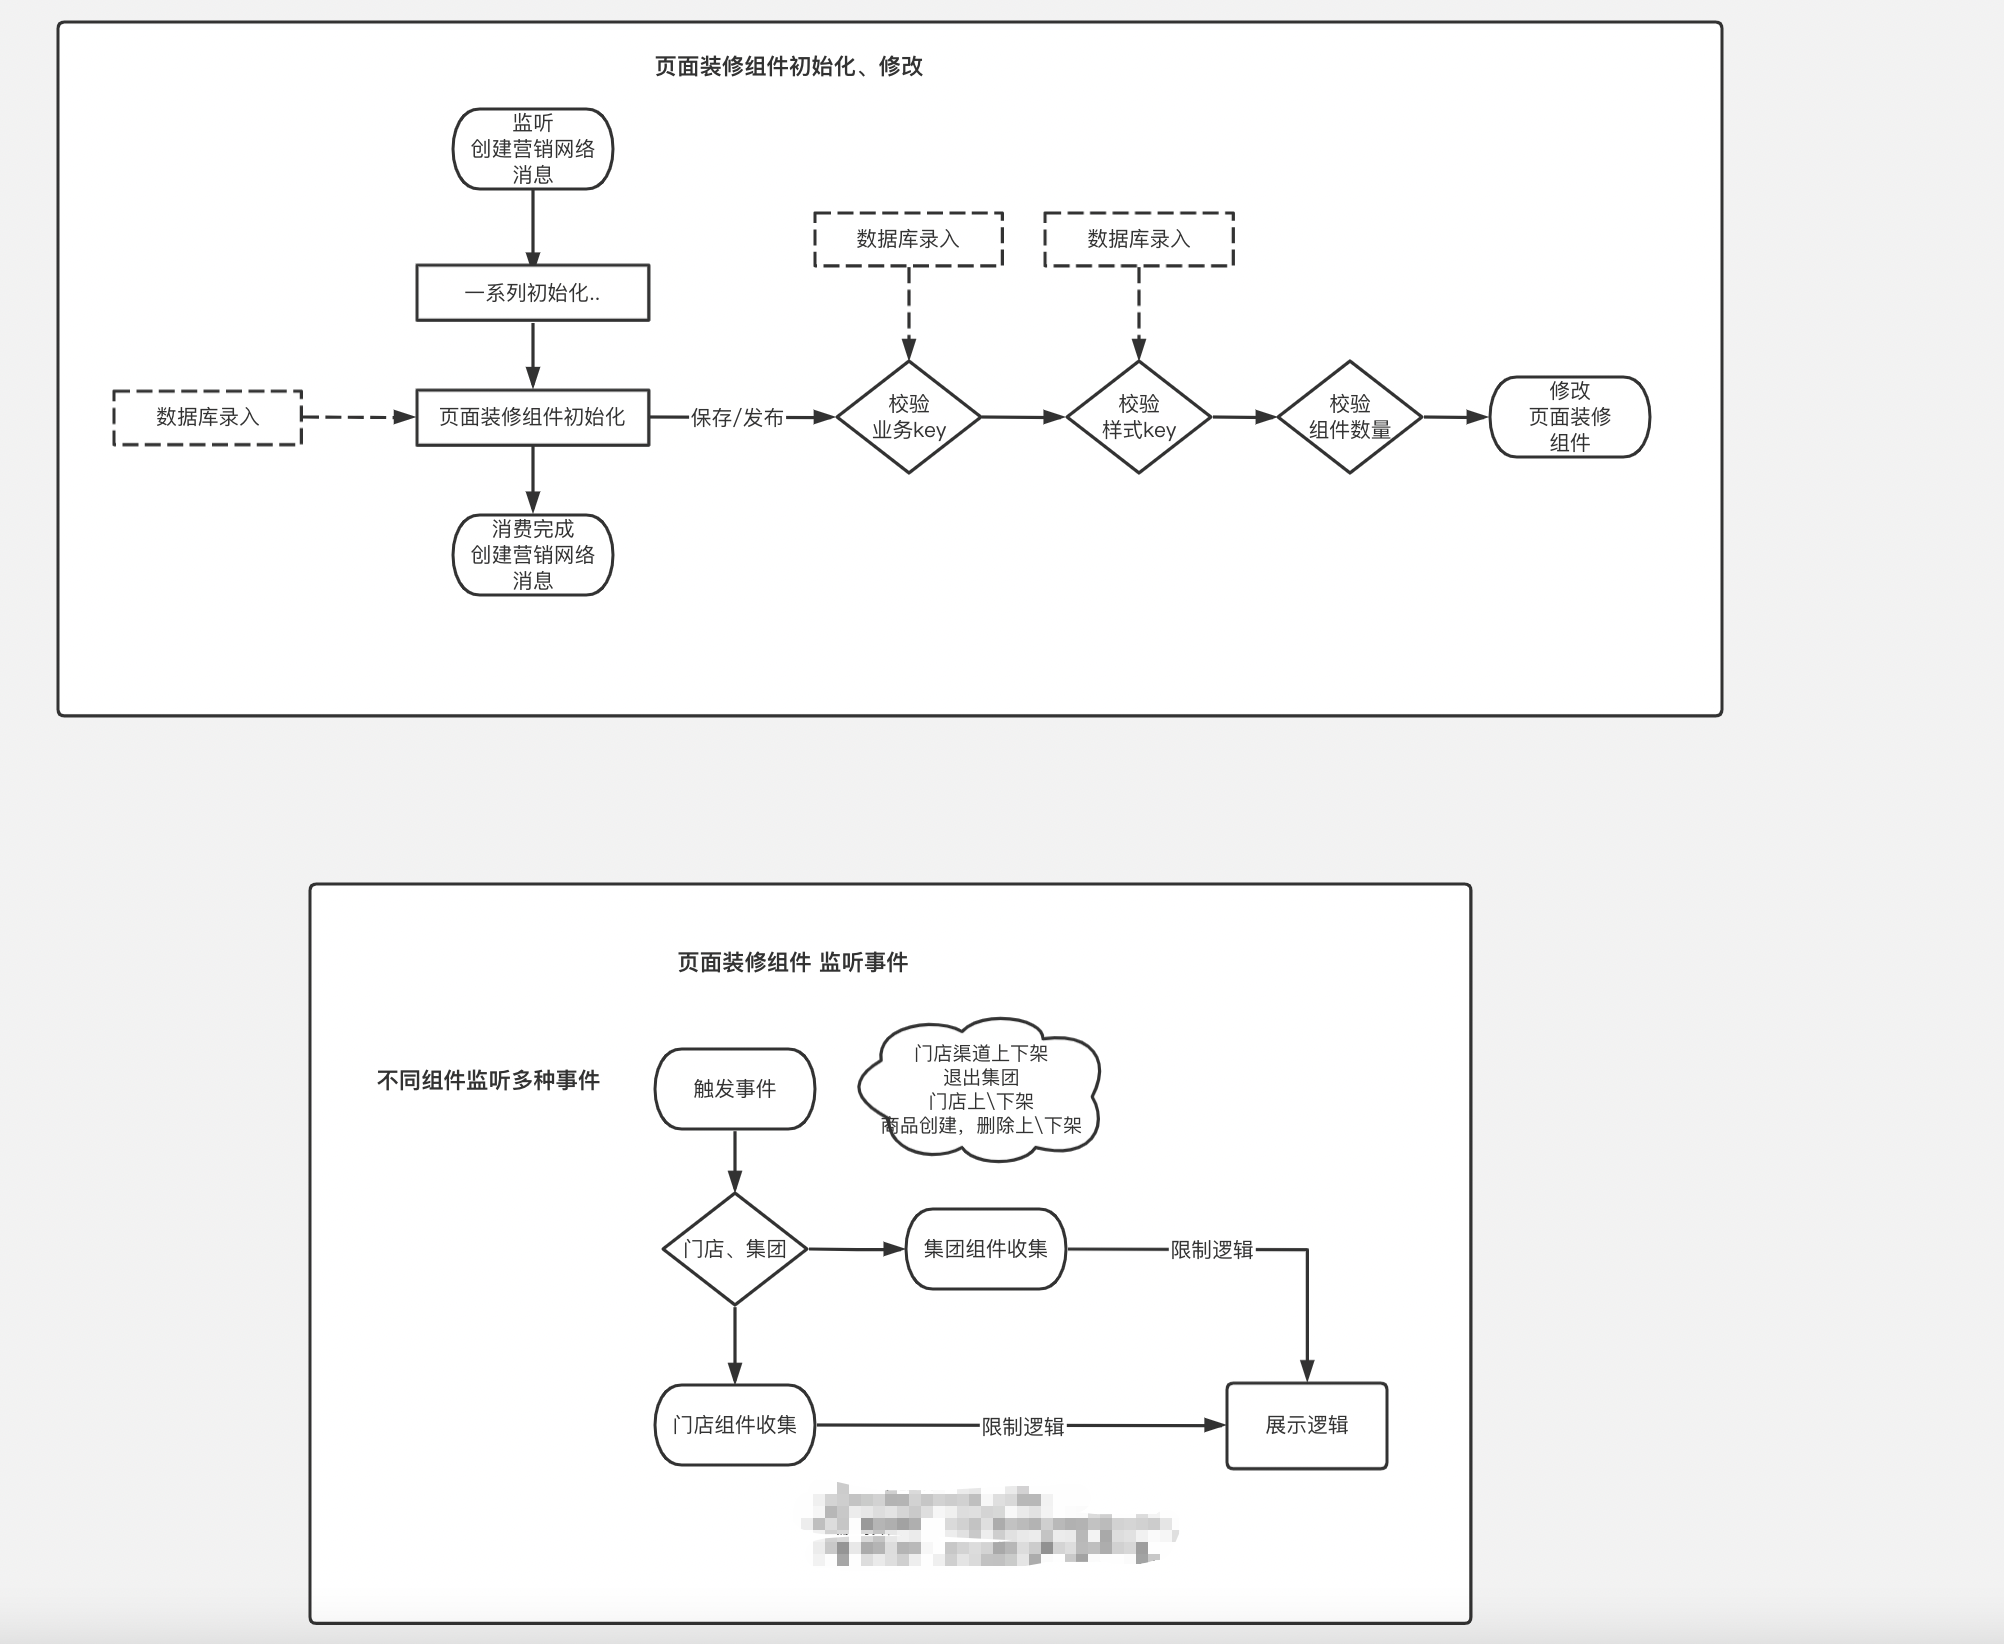 页面装修组件初始化、修改
监听
创建营销网络
消息
一系列初始化..
数据库录入
数据库录入
数据库录入
页面装修组件初始化
保存/发布
校验
业务key
校验
样式key
校验
组件数量
修改
页面装修
组件
消费完成
创建营销网络
消息
页面装修组件 监听事件
不同组件监听多种事件
触发事件
门店渠道上下架
退出集团
门店上\下架
商品创建，删除上\下架
门店、集团
集团组件收集
限制逻辑
门店组件收集
限制逻辑
展示逻辑